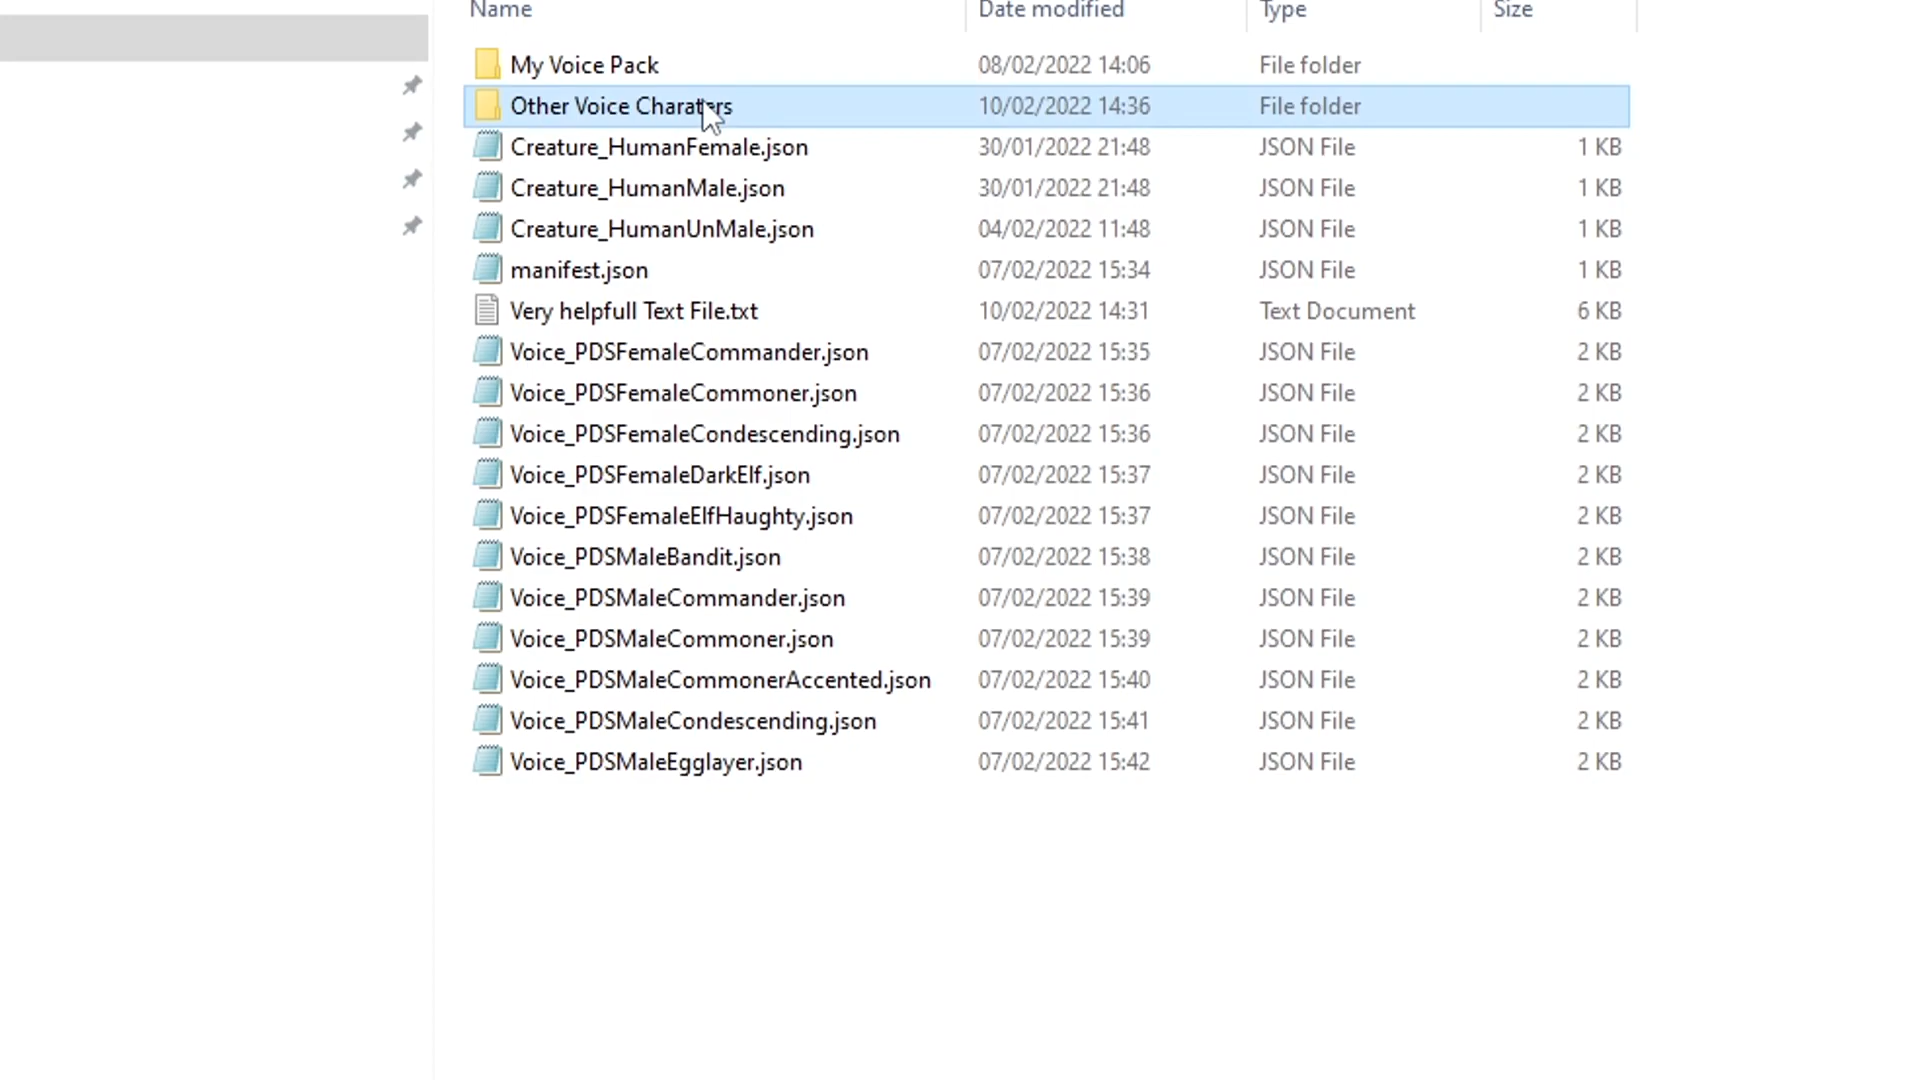 Name Date modified Type Size
My Voice Pack 08/02/2022 14:06 File folder
Other Voice Charaters 10/02/2022 14:36 File folder
Creature_HumanFemale.json 30/01/2022 21:48 JSON File 1 KB
Creature_HumanMale.json 30/01/2022 21:48 JSON File 1 KB
Creature_HumanUnMale.json 04/02/2022 11:48 JSON File 1 KB
manifest.json 07/02/2022 15:34 JSON File 1 KB
Very helpfull Text File.txt 10/02/2022 14:31 Text Document 6 KB
Voice_PDSFemaleCommander.json 07/02/2022 15:35 JSON File 2 KB
Voice_PDSFemaleCommoner.json 07/02/2022 15:36 JSON File 2 KB
Voice_PDSFemaleCondescending.json 07/02/2022 15:36 JSON File 2 KB
Voice_PDSFemaleDarkElf.json 07/02/2022 15:37 JSON File 2 KB
Voice_PDSFemaleElfHaughty.json 07/02/2022 15:37 JSON File 2 KB
Voice_PDSMaleBandit.json 07/02/2022 15:38 JSON File 2 KB
Voice_PDSMaleCommander.json 07/02/2022 15:39 JSON File 2 KB
Voice_PDSMaleCommoner.json 07/02/2022 15:39 JSON File 2 KB
Voice_PDSMaleCommonerAccented.json 07/02/2022 15:40 JSON File 2 KB
Voice_PDSMaleCondescending.json 07/02/2022 15:41 JSON File 2 KB
Voice_PDSMaleEgglayer.json 07/02/2022 15:42 JSON File 2 KB